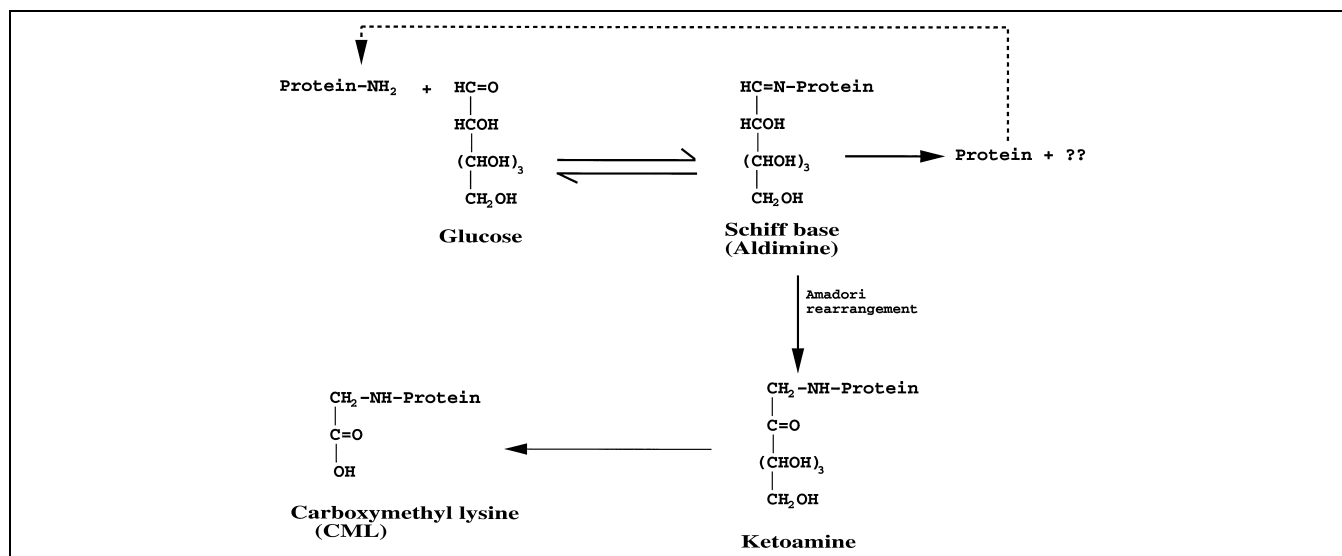 Protein-NH₂ + HC=O
HCOH
(CHOH)₃
CH₂OH
Glucose
HC=N-Protein
HCOH
(CHOH)₃
CH₂OH
Schiff base
(Aldimine)
Protein + ??
Amadori
rearrangement
CH₂-NH-Protein
C=O
OH
Carboxymethyl lysine
(CML)
CH₂-NH-Protein
C=O
(CHOH)₃
CH₂OH
Ketoamine